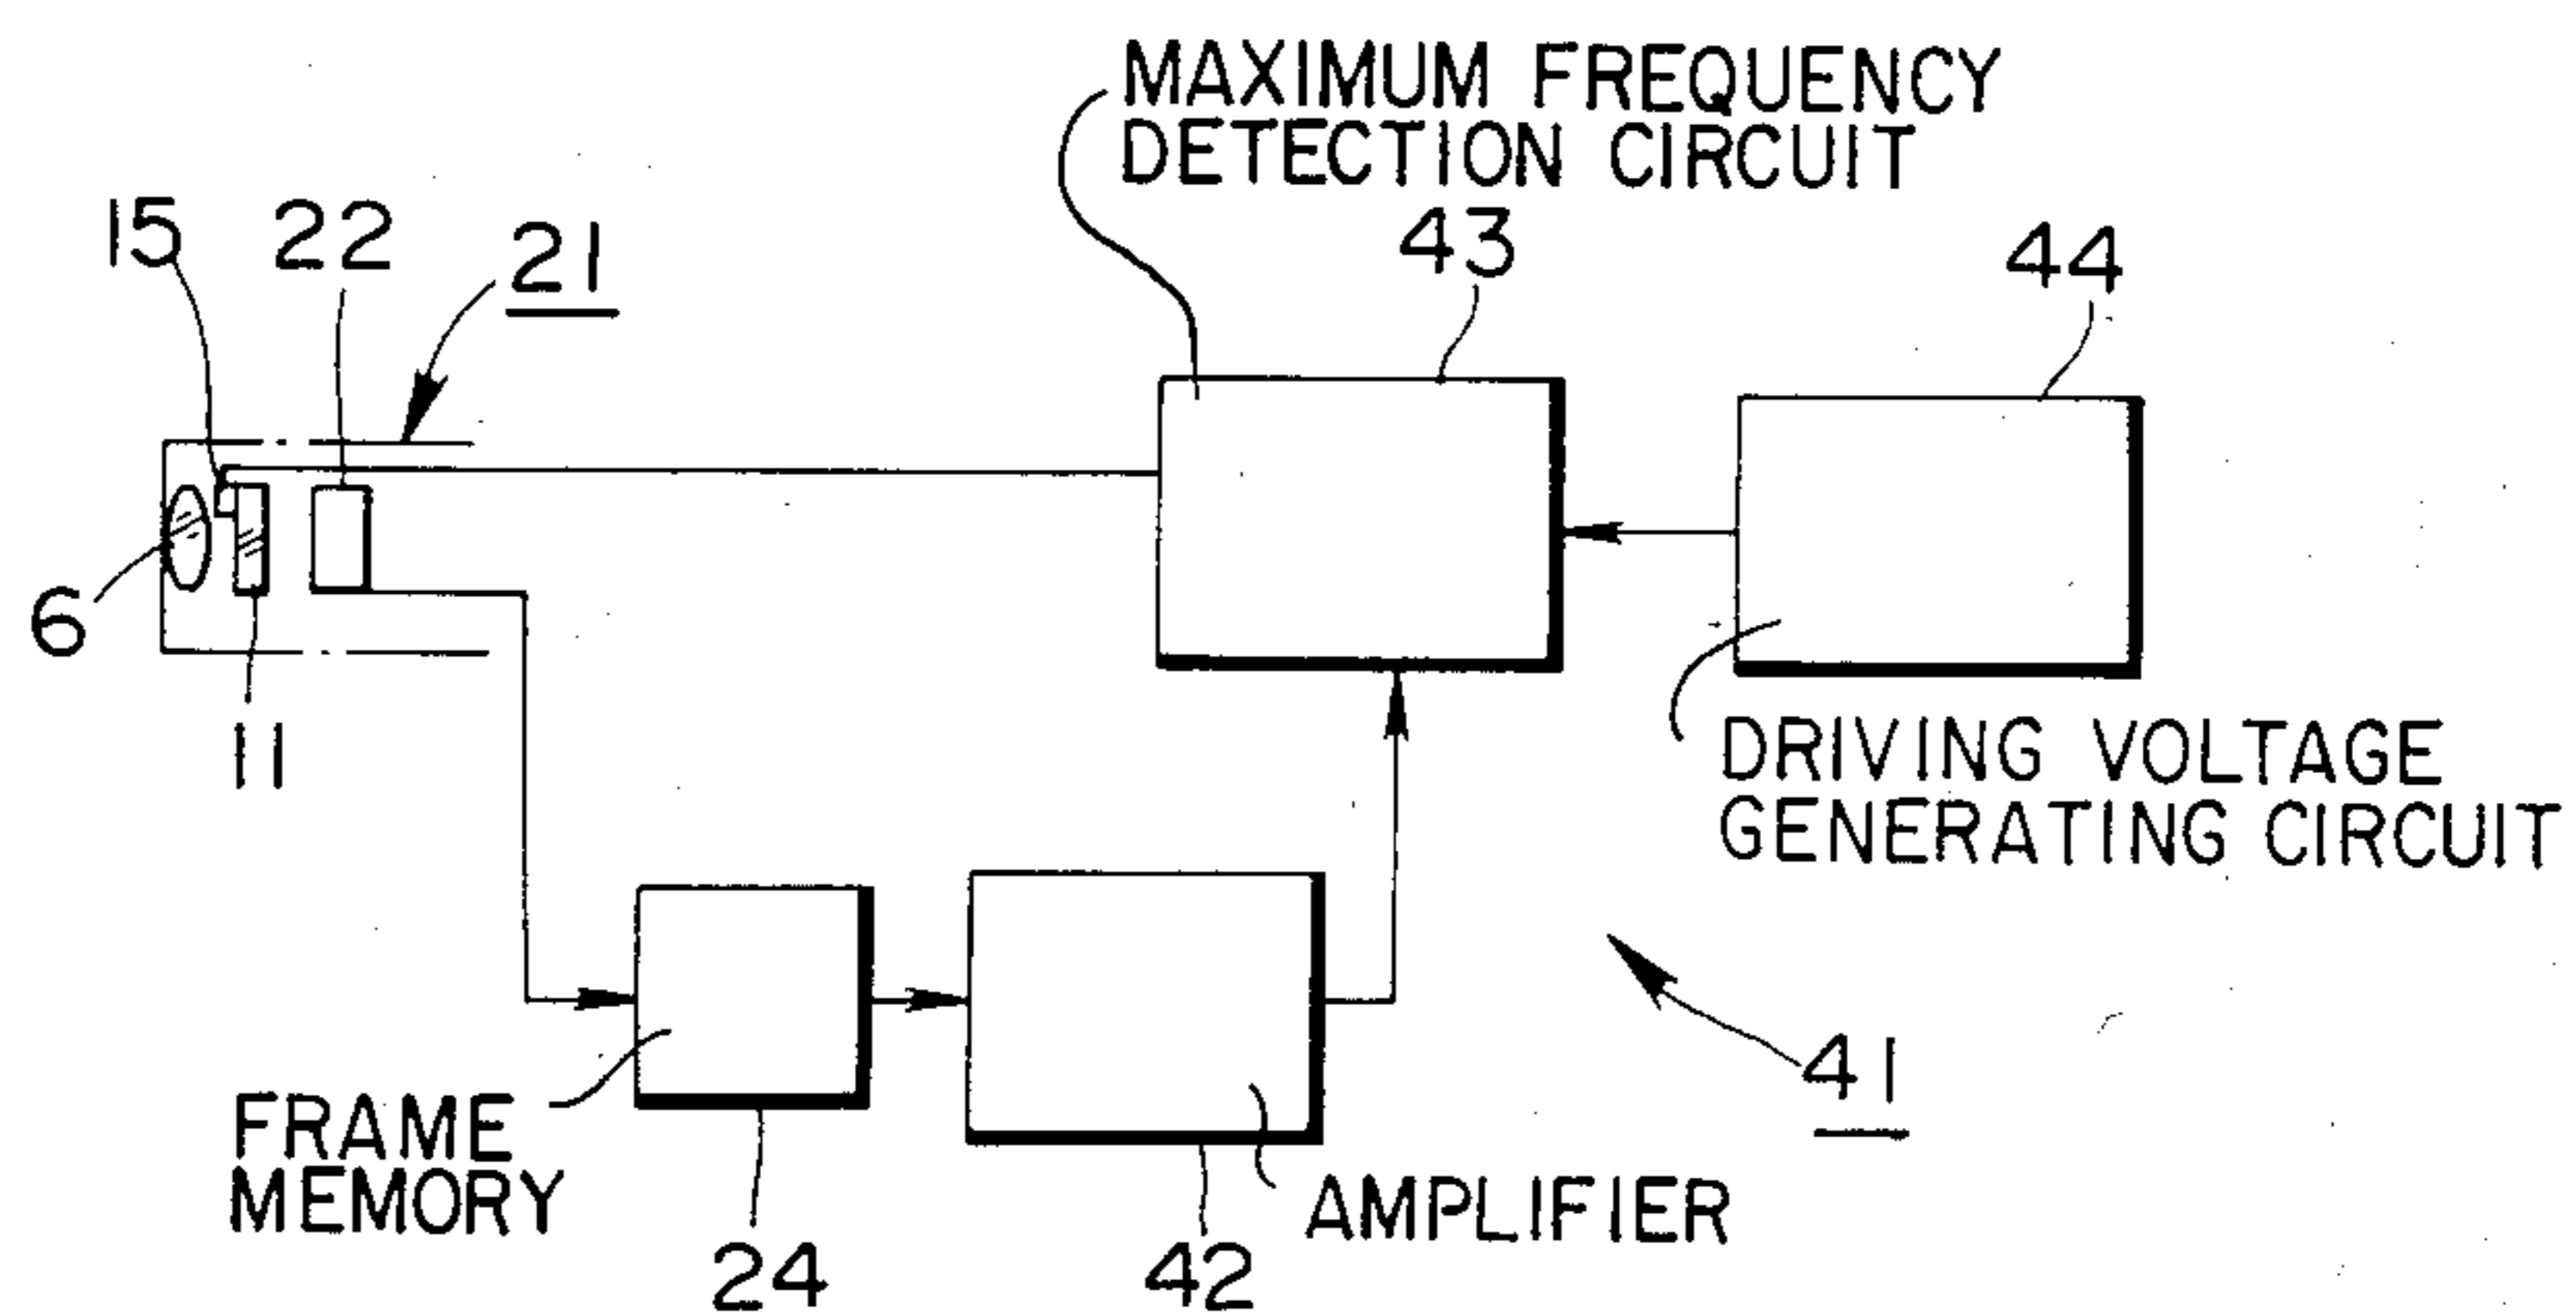 MAXIMUM FREQUENCY
DETECTION CIRCUIT
15
22
21
43
44
6
11
DRIVING VOLTAGE
GENERATING CIRCUIT
FRAME
MEMORY
24
42
AMPLIFIER
41